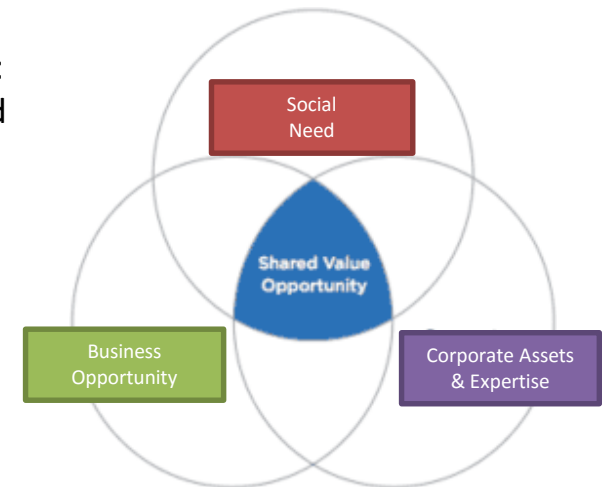 Social
Need
Shared Value
Opportunity
Business
Opportunity
Corporate Assets
& Expertise